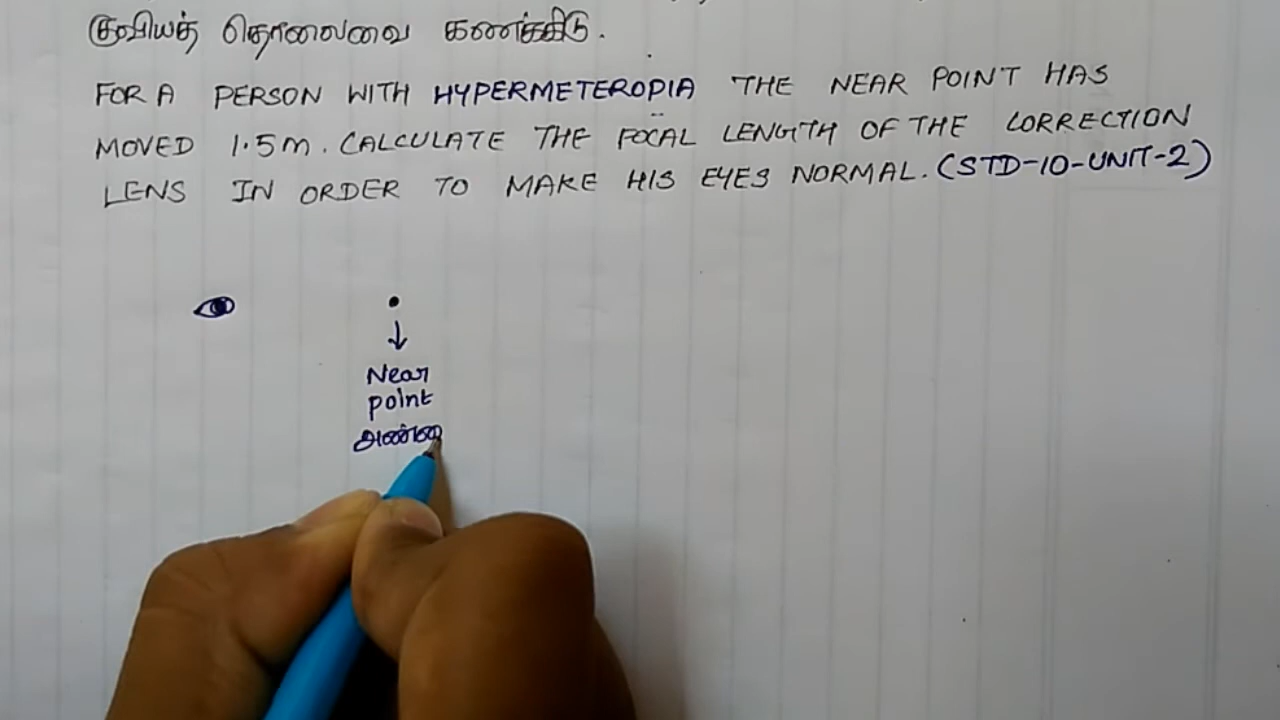 குவியத் தொலைவை கணக்கிடு.
FOR A PERSON WITH HYPERMETEROPIA THE NEAR POINT HAS
MOVED 1.5m. CALCULATE THE FOCAL LENGTH OF THE CORRECTION
LENS IN ORDER TO MAKE HIS EYES NORMAL. (STD-10-UNIT-2)
Near
point